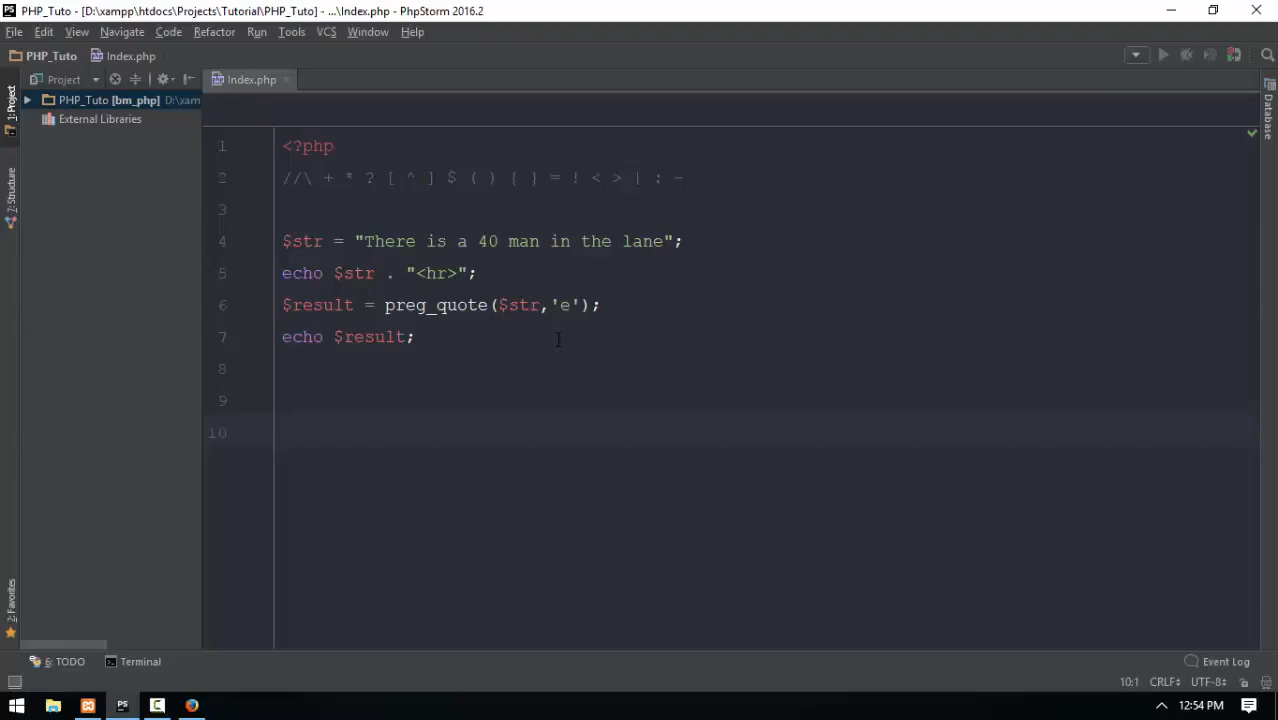 PHP_Tuto - [D:\xampp\htdocs\Projects\Tutorial\PHP_Tuto] - ...\Index.php - PhpStorm 2016.2
File Edit View Navigate Code Refactor Run Tools VCS Window Help
PHP_Tuto Index.php
Project Index.php
PHP_Tuto [bm_php] D:\xam
External Libraries
1: Project
7: Structure
2: Favorites
Database
1 <?php
2 //\ + * ? [ ^ ] $ ( ) { } = ! < > | : -
3
4 $str = "There is a 40 man in the lane";
5 echo $str . "<hr>";
6 $result = preg_quote($str,'e');
7 echo $result;
8
9
10
6: TODO Terminal Event Log
10:1 CRLF UTF-8
PS 12:54 PM